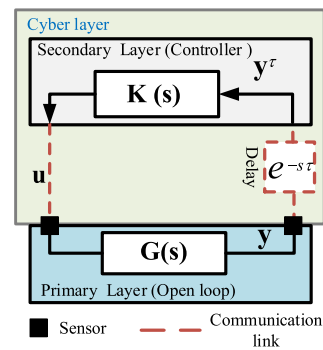 Cyber layer
Secondary Layer (Controller )
y^τ
K (s)
u
Delay
e^{-sτ}
y
G(s)
Primary Layer (Open loop)
Sensor
Communication
link